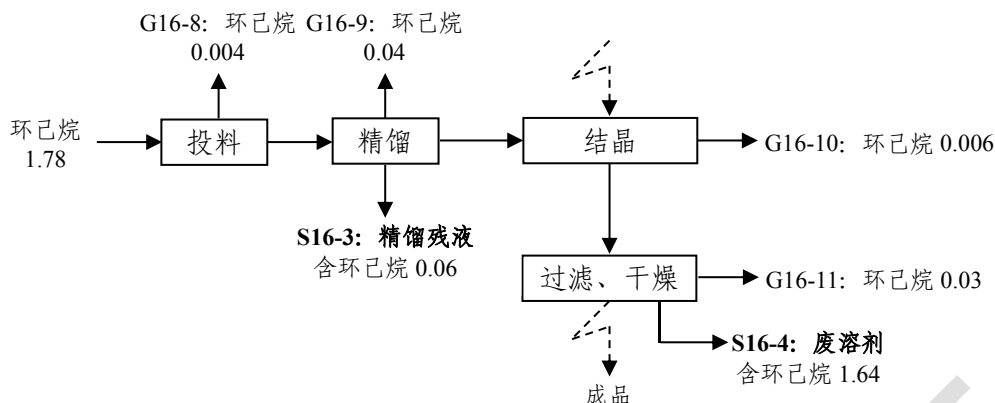 G16-8：环己烷
0.004
G16-9：环己烷
0.04
环己烷
1.78
投料
精馏
结晶
G16-10：环己烷 0.006
S16-3：精馏残液
含环己烷 0.06
过滤、干燥
G16-11：环己烷 0.03
S16-4：废溶剂
含环己烷 1.64
成品